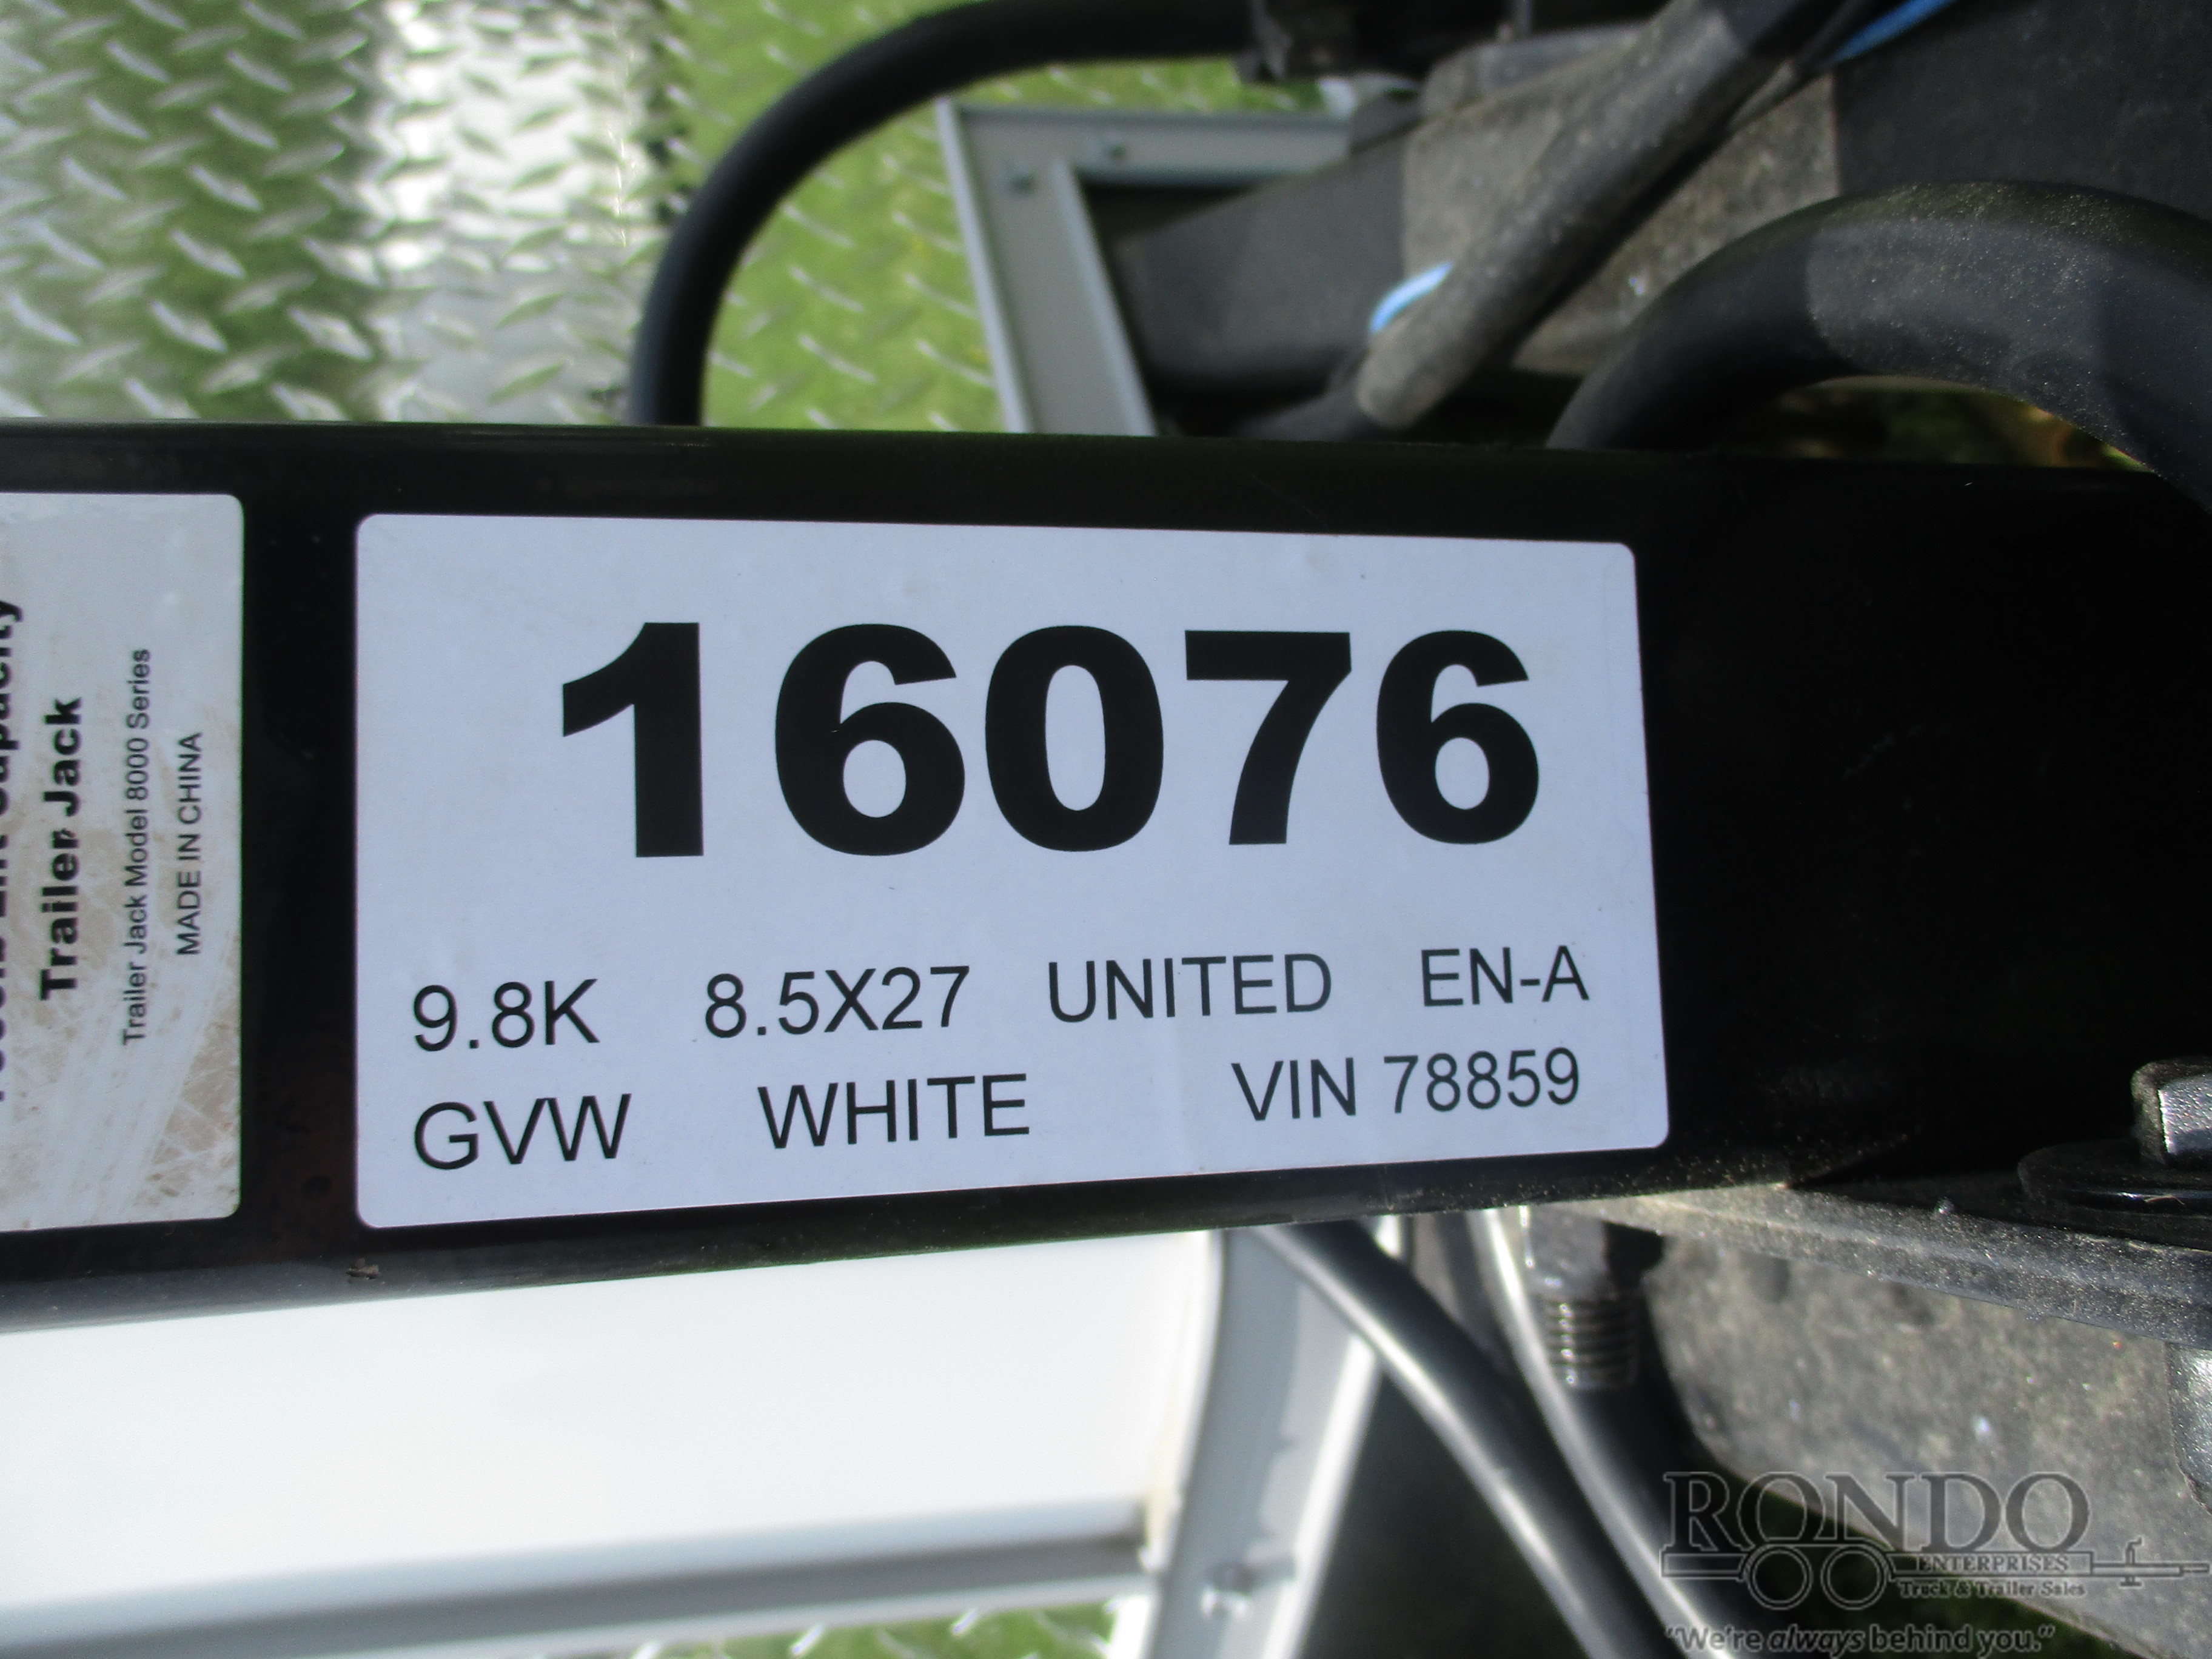 Trailer Jack
Trailer Jack Model 8000 Series
MADE IN CHINA
16076
9.8K 8.5X27 UNITED EN-A
GVW WHITE VIN 78859
RONDO
ENTERPRISES
Truck & Trailer Sales
"We're always behind you."